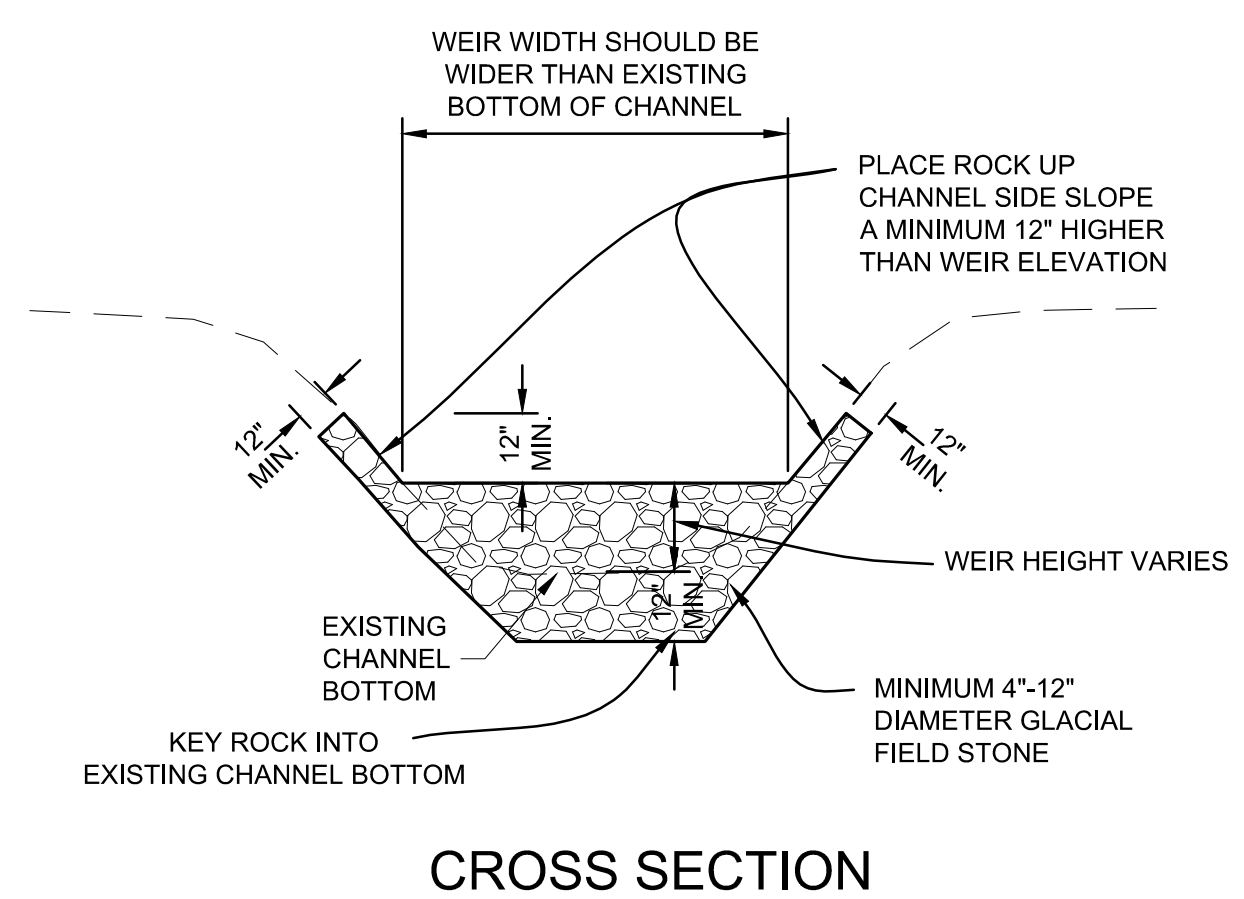 WEIR WIDTH SHOULD BE
WIDER THAN EXISTING
BOTTOM OF CHANNEL
PLACE ROCK UP
CHANNEL SIDE SLOPE
A MINIMUM 12" HIGHER
THAN WEIR ELEVATION
12"
MIN.
12"
MIN.
12"
MIN.
WEIR HEIGHT VARIES
12"
MIN.
EXISTING
CHANNEL
BOTTOM
MINIMUM 4"-12"
DIAMETER GLACIAL
FIELD STONE
KEY ROCK INTO
EXISTING CHANNEL BOTTOM
CROSS SECTION